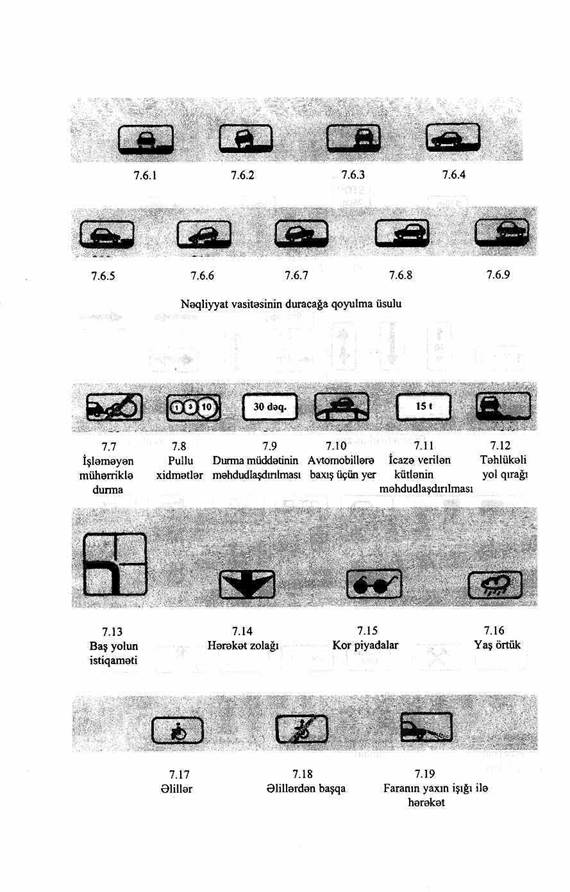 7.6.1 7.6.2 7.6.3 7.6.4
7.6.5 7.6.6 7.6.7 7.6.8 7.6.9
Nəqliyyat vasitəsinin duracağa qoyulma üsulu
1 3 10 30 dəq. 15 t
7.7 7.8 7.9 7.10 7.11 7.12
İşləməyən Pullu Durma müddətinin Avtomobillərə İcazə verilən Təhlükəli
mühərriklə xidmətlər məhdudlaşdırılması baxış üçün yer kütlənin yol qırağı
durma məhdudlaşdırılması
7.13 7.14 7.15 7.16
Baş yolun Hərəkət zolağı Kor piyadalar Yaş örtük
istiqaməti
7.17 7.18 7.19
Əlillər Əlillərdən başqa Faranın yaxın işığı ilə
hərəkət